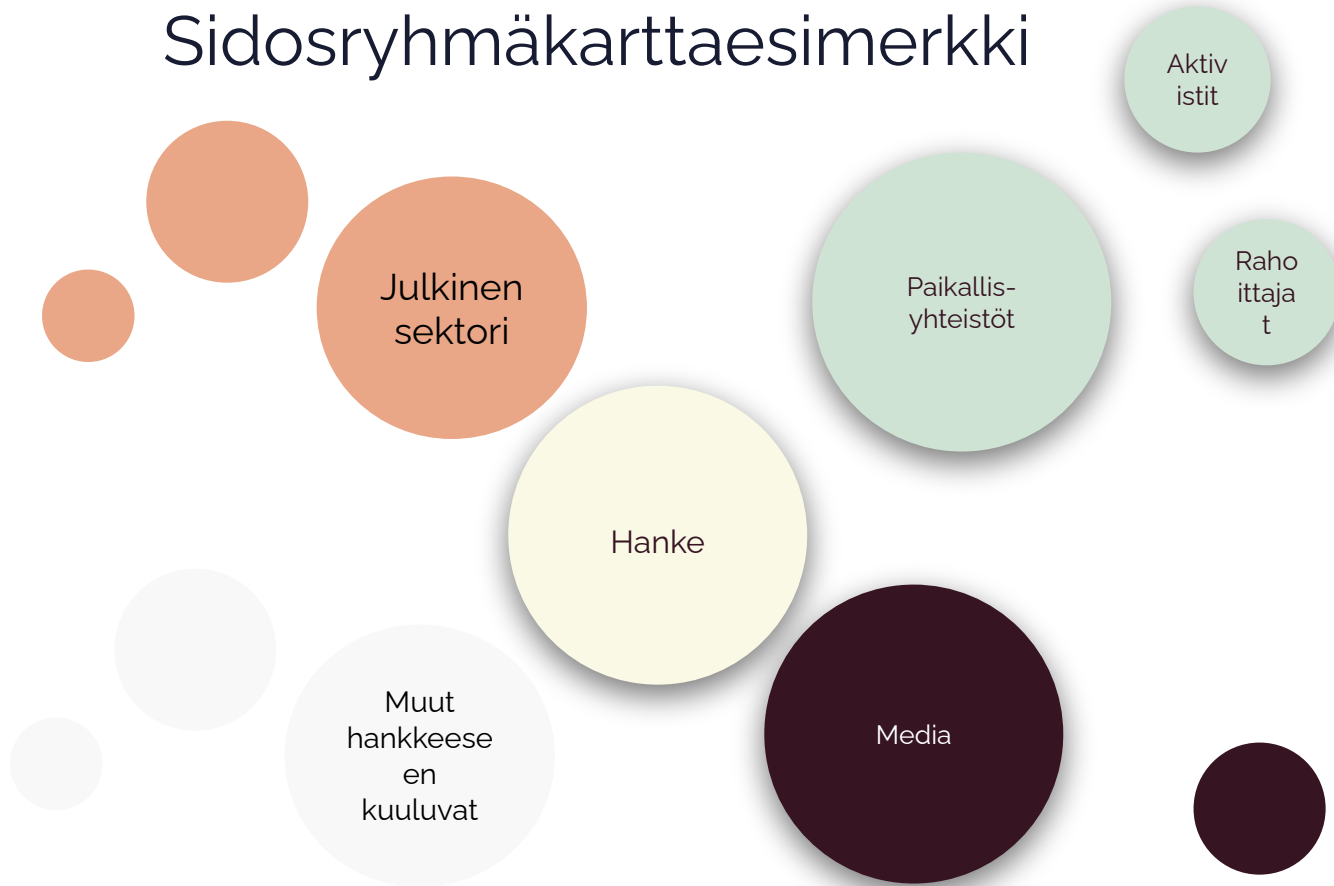 Sidosryhmäkarttaesimerkki
Aktiv
istit
Julkinen
sektori
Paikallis-
yhteistöt
Raho
ittaja
t
Hanke
Muut
hankkeese
en
kuuluvat
Media